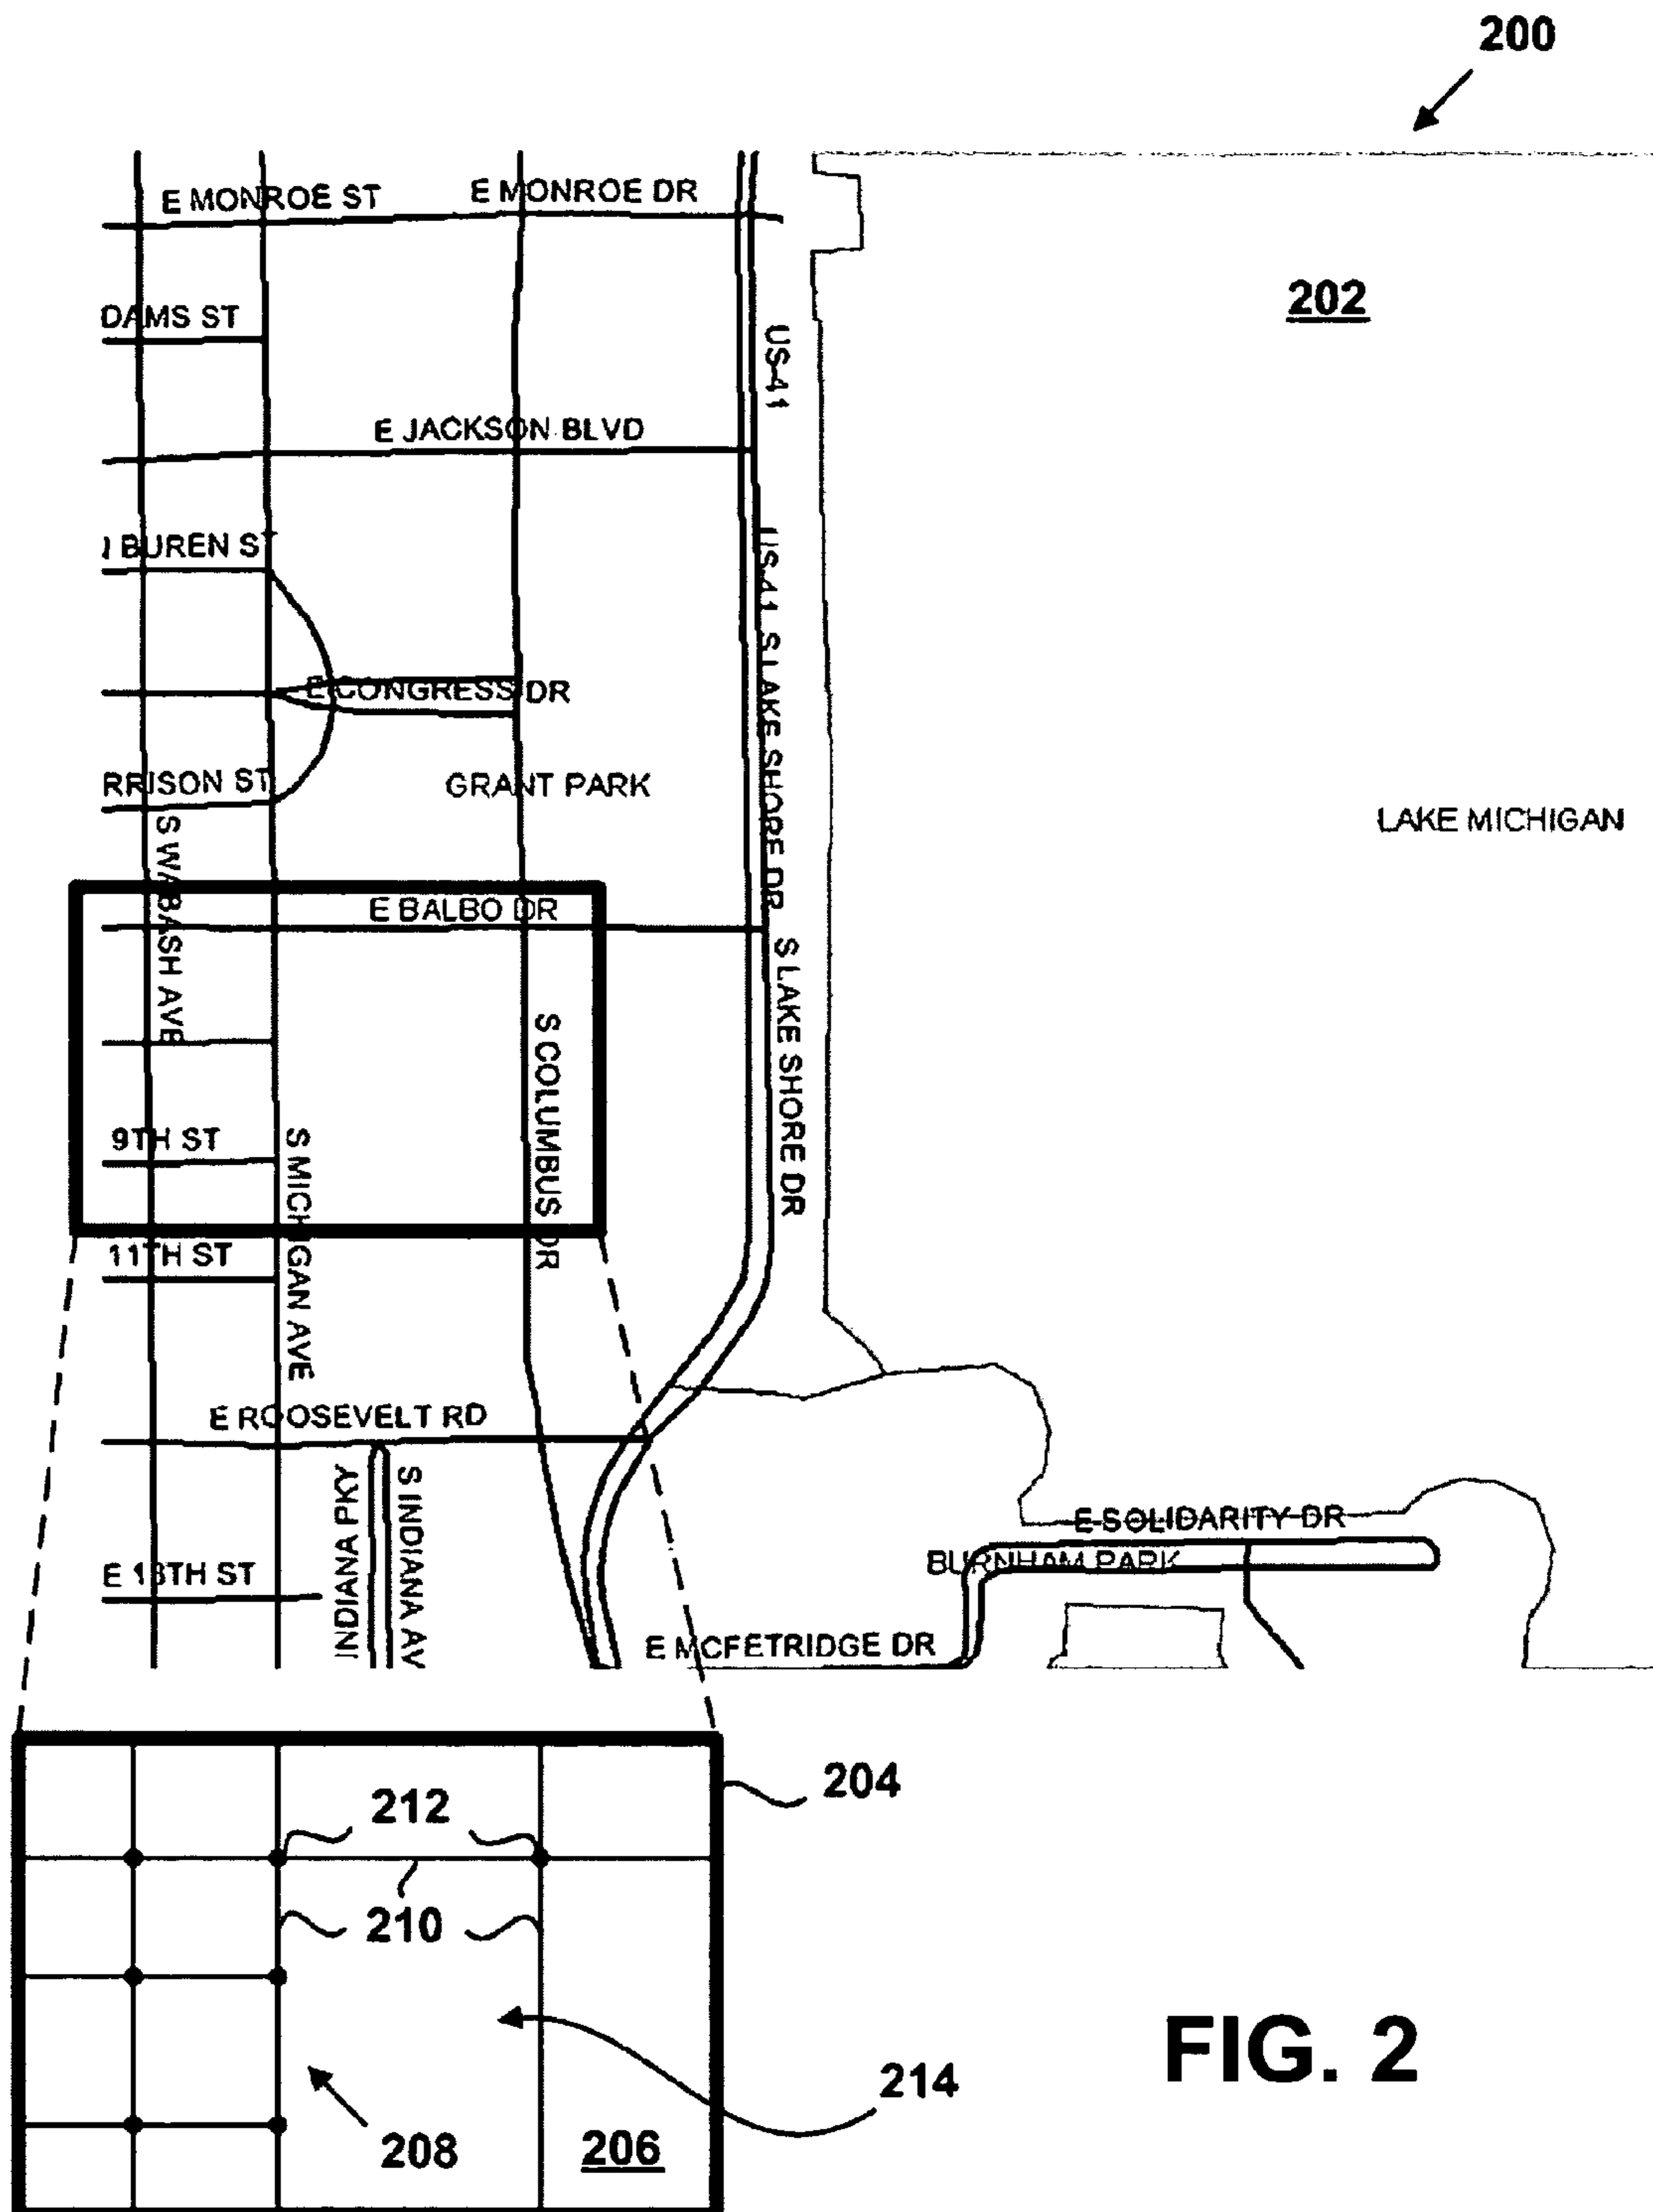 200
E MONROE ST
E MONROE DR
202
DAMS ST
US-41
E JACKSON BLVD
BUREN ST
US-41 S LAKE SHORE DR
E CONGRESS DR
RRISON ST
GRANT PARK
LAKE MICHIGAN
S WABASH AVE
E BALBO DR
S LAKE SHORE DR
S COLUMBUS DR
9TH ST
S MICHIGAN AVE
11TH ST
E ROOSEVELT RD
INDIANA PKY
S INDIANA AV
E SOLIDARITY DR
BURNHAM PARK
E 18TH ST
E MCFETRIDGE DR
204
212
210
214
208
206
FIG. 2